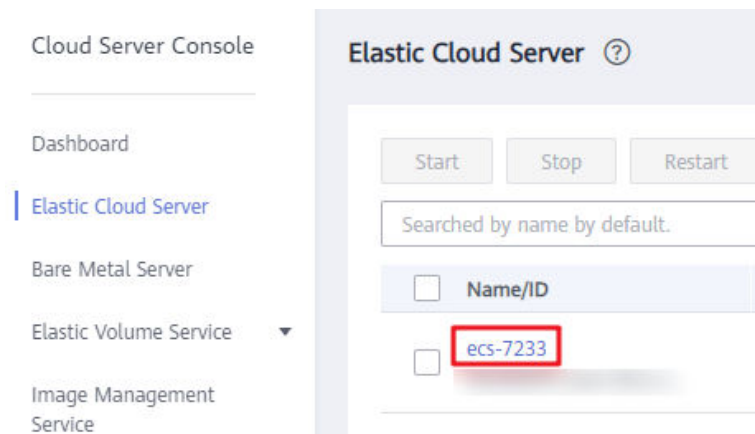 Cloud Server Console
Dashboard
Elastic Cloud Server
Bare Metal Server
Elastic Volume Service
Image Management
Service
Elastic Cloud Server ?
Start Stop Restart
Searched by name by default.
Name/ID
ecs-7233